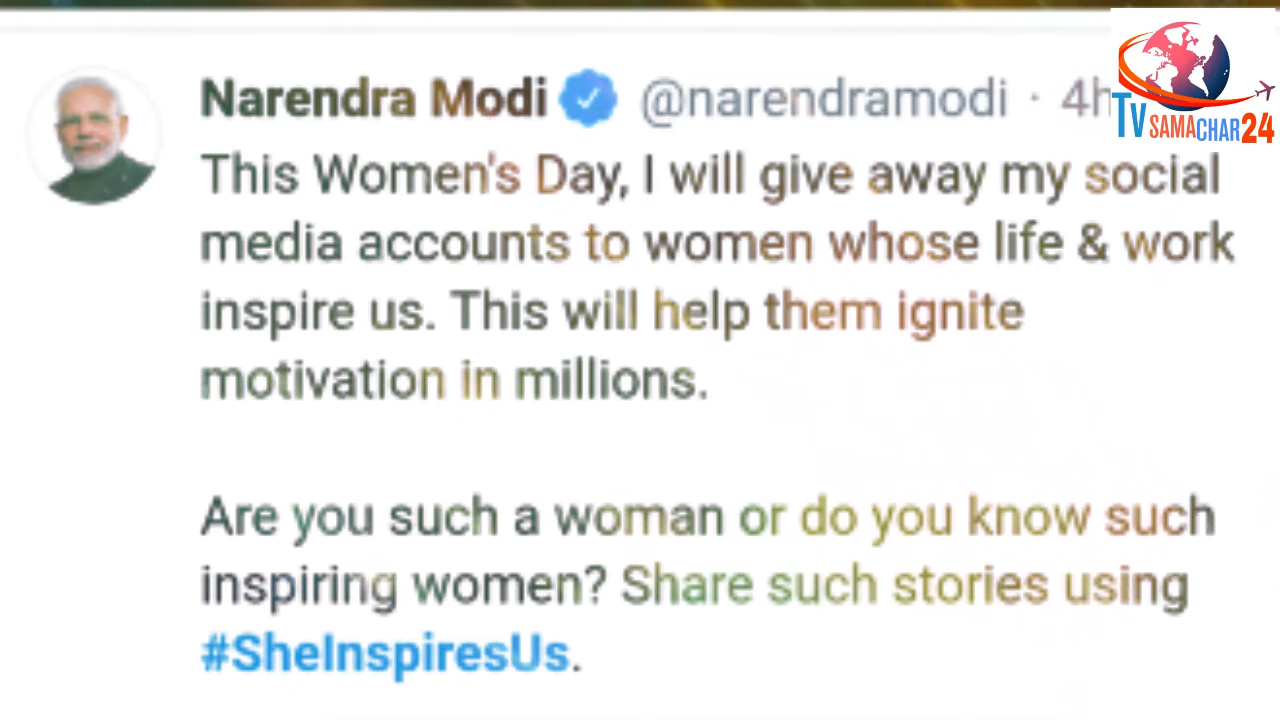 Narendra Modi @narendramodi · 4h
TV SAMACHAR 24
This Women's Day, I will give away my social
media accounts to women whose life & work
inspire us. This will help them ignite
motivation in millions.
Are you such a woman or do you know such
inspiring women? Share such stories using
#SheInspiresUs.